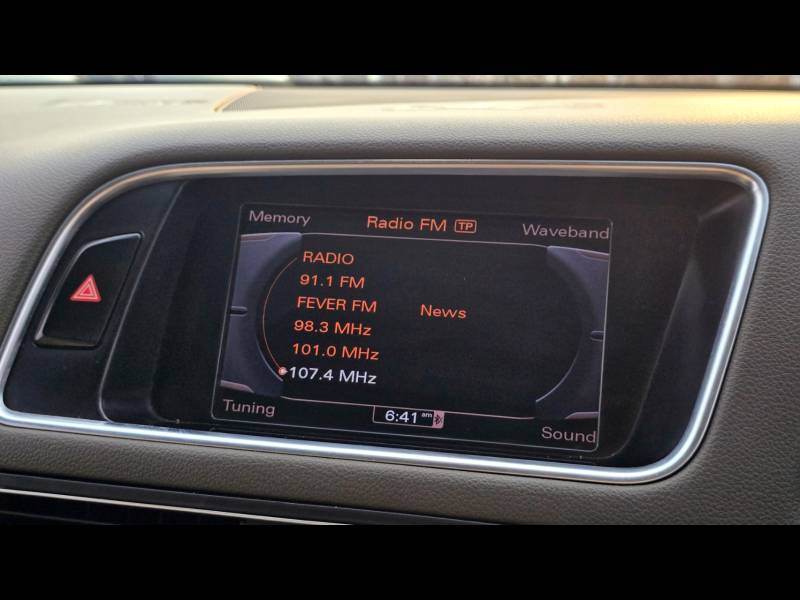 Memory
Radio FM TP
Waveband
RADIO
91.1 FM
FEVER FM
News
98.3 MHz
101.0 MHz
107.4 MHz
Tuning
6:41 am
Sound